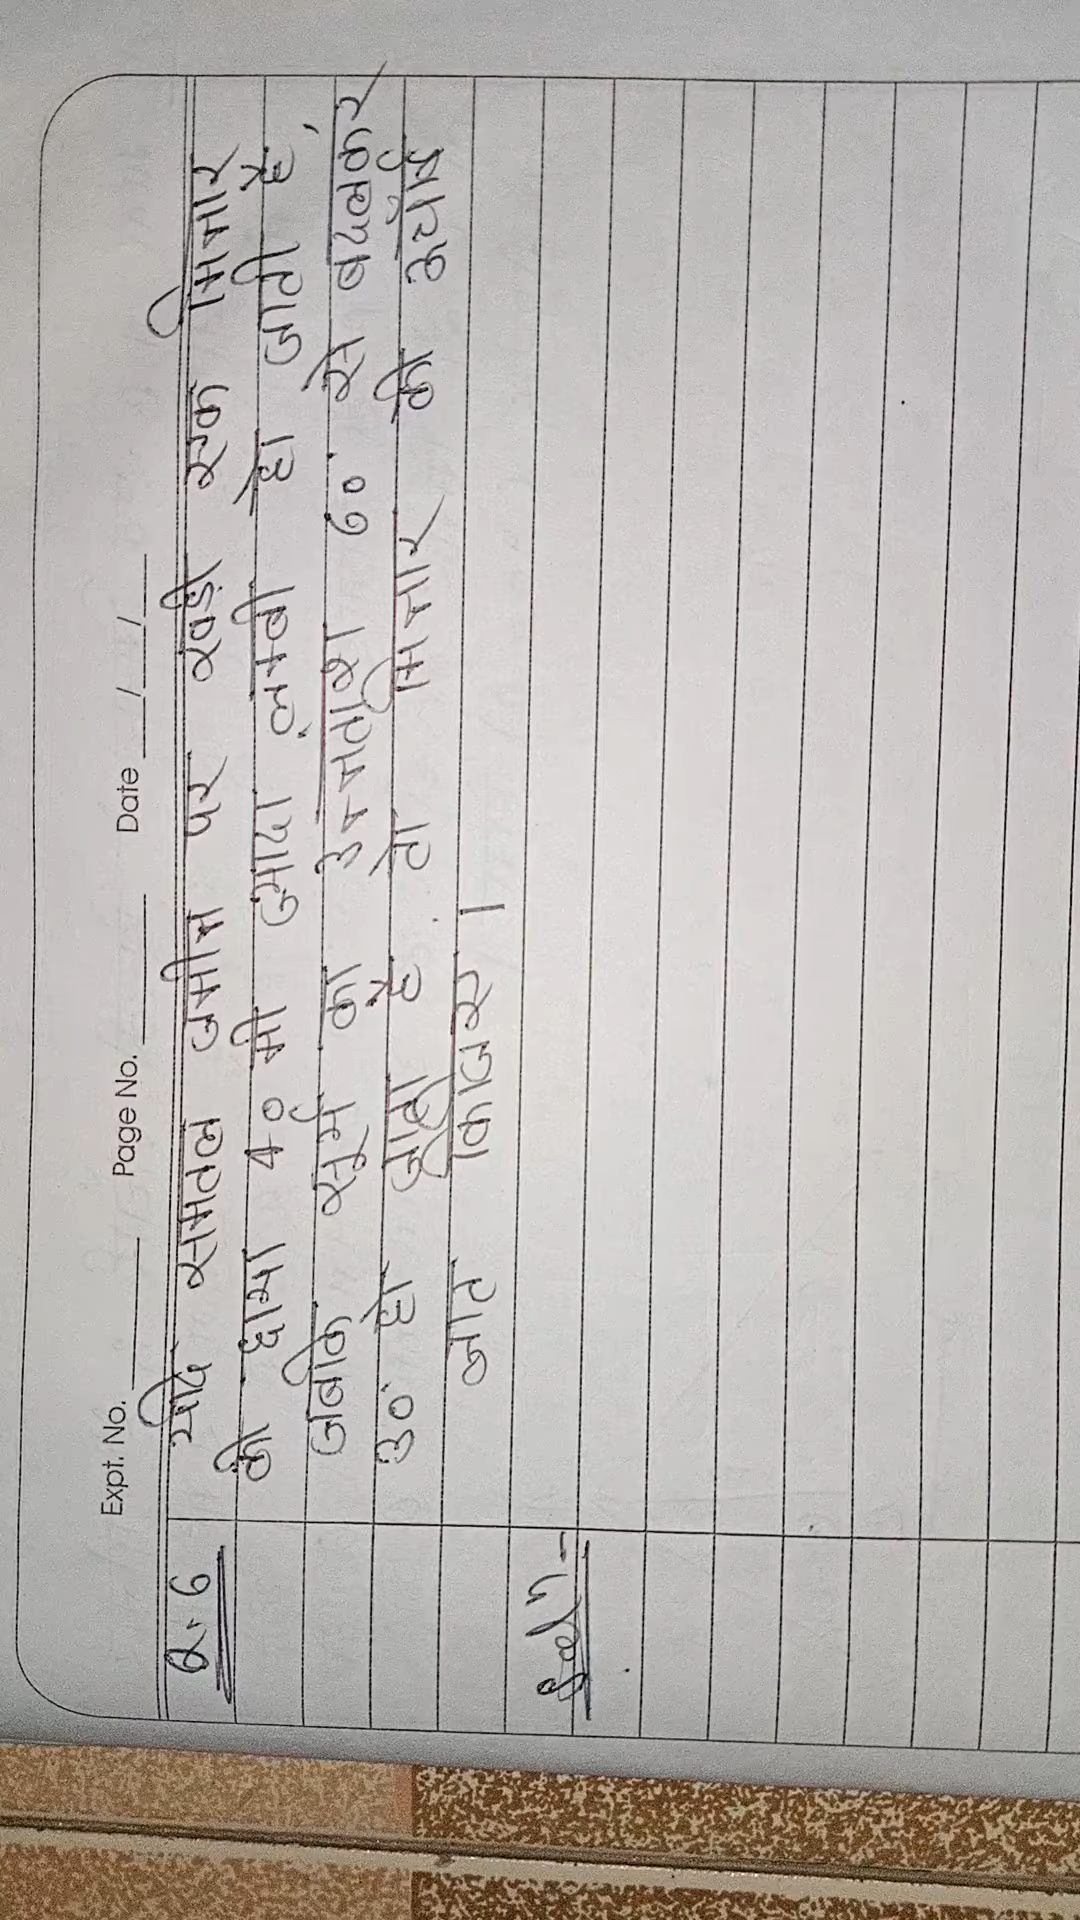 Expt. No. Page No. Date / /
Q.6 यदि समतल जमीन पर खड़ी एक मिनार
की छाया 40 मी ज्यादा लंम्बी हो जाती है
जबकि सुर्य का उन्नतांश 60° से बदलकर
30° हो जाता है तो मिनार की ऊचाई
ज्ञात किजिए।
Soln-